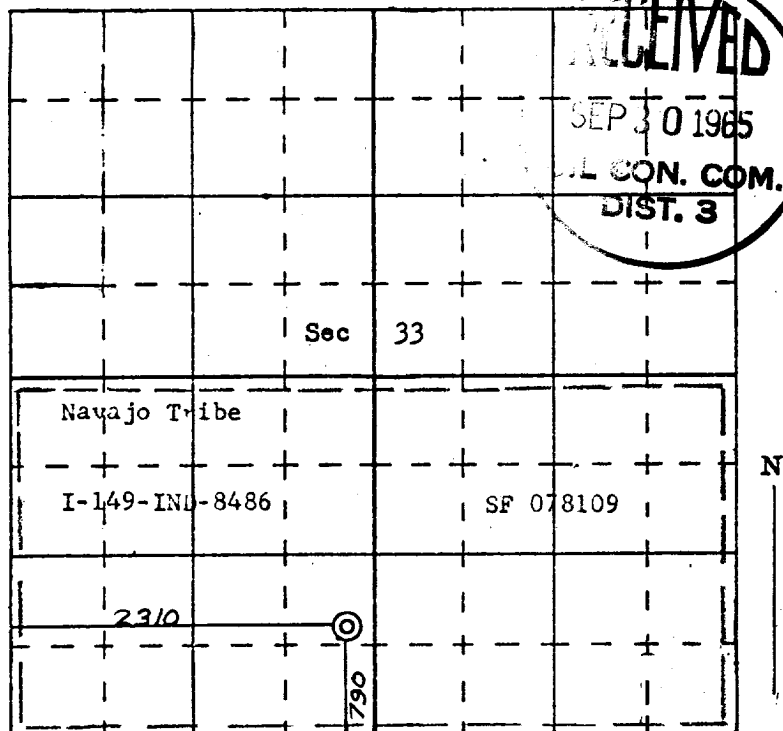 RECEIVED
SEP 30 1965
OIL CON. COM.
DIST. 3
Sec 33
Navajo Tribe
N
I-149-IND-8486 SF 078109
2310
790